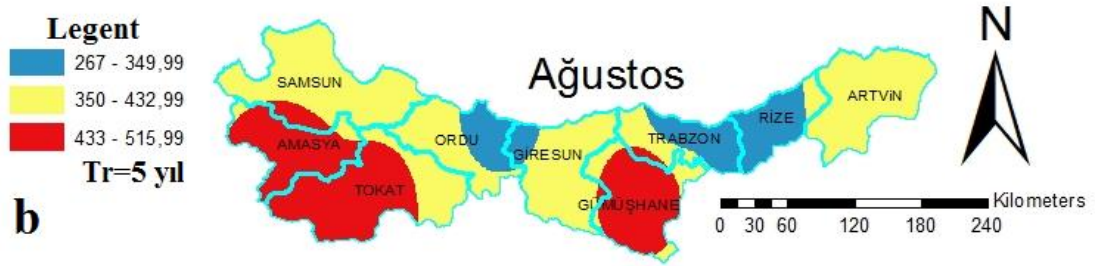 Legent
267 - 349,99
350 - 432,99
433 - 515,99
Tr=5 yıl
b
Ağustos
N
SAMSUN
AMASYA
TOKAT
ORDU
GİRESUN
TRABZON
RİZE
ARTVİN
GÜMÜŞHANE
Kilometers
0 30 60 120 180 240